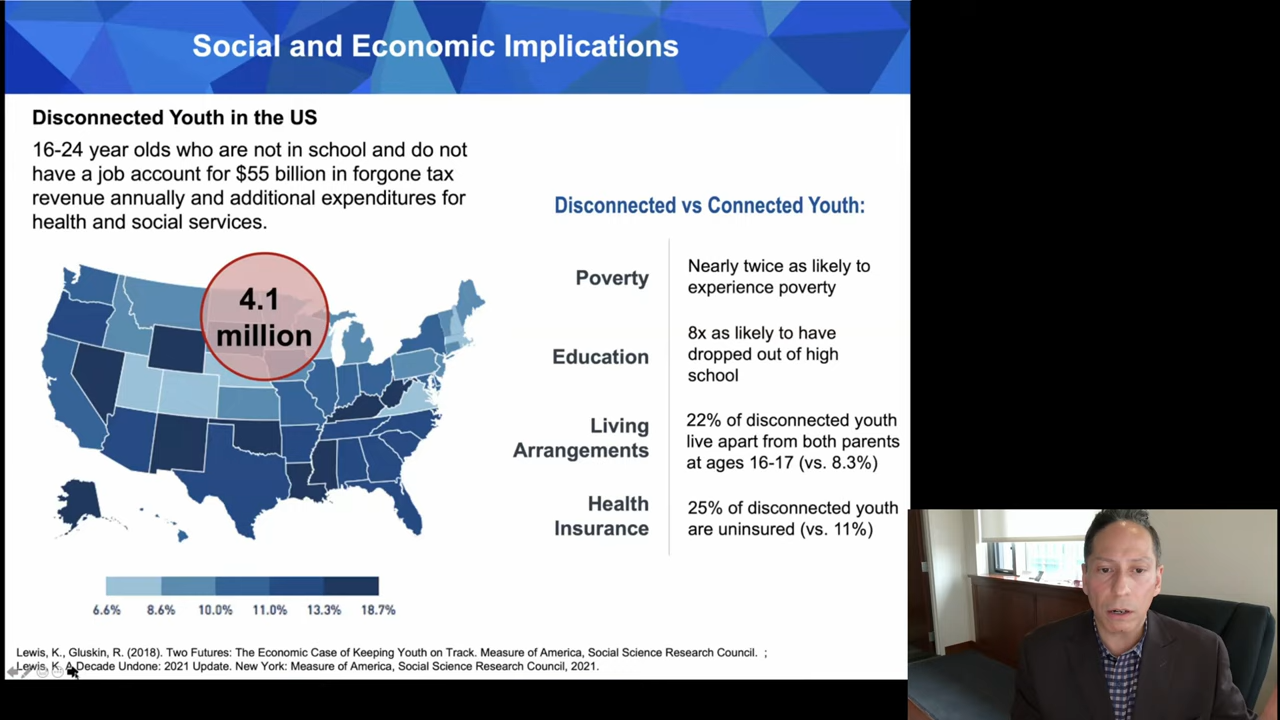 Social and Economic Implications
Disconnected Youth in the US
16-24 year olds who are not in school and do not
have a job account for $55 billion in forgone tax
revenue annually and additional expenditures for
health and social services.
4.1
million
6.6% 8.6% 10.0% 11.0% 13.3% 18.7%
Disconnected vs Connected Youth:
Poverty
Nearly twice as likely to
experience poverty
Education
8x as likely to have
dropped out of high
school
Living
Arrangements
22% of disconnected youth
live apart from both parents
at ages 16-17 (vs. 8.3%)
Health
Insurance
25% of disconnected youth
are uninsured (vs. 11%)
Lewis, K., Gluskin, R. (2018). Two Futures: The Economic Case of Keeping Youth on Track. Measure of America, Social Science Research Council. ;
Lewis, K. A Decade Undone: 2021 Update. New York: Measure of America, Social Science Research Council, 2021.